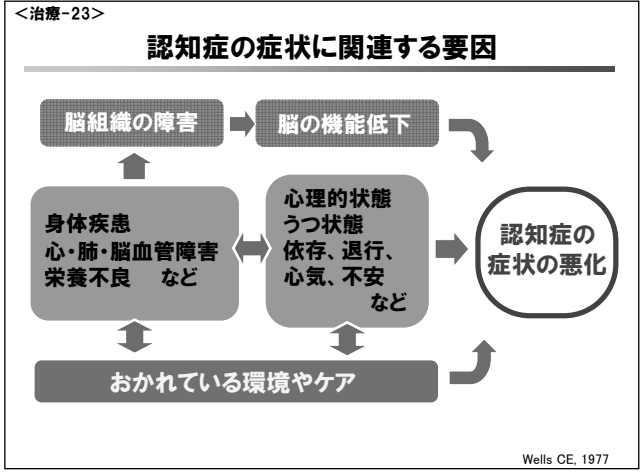 ＜治療-23＞
認知症の症状に関連する要因
脳組織の障害
脳の機能低下
身体疾患
心・肺・脳血管障害
栄養不良　など
心理的状態
うつ状態
依存、退行、
心気、不安
など
認知症の
症状の悪化
おかれている環境やケア
Wells CE, 1977